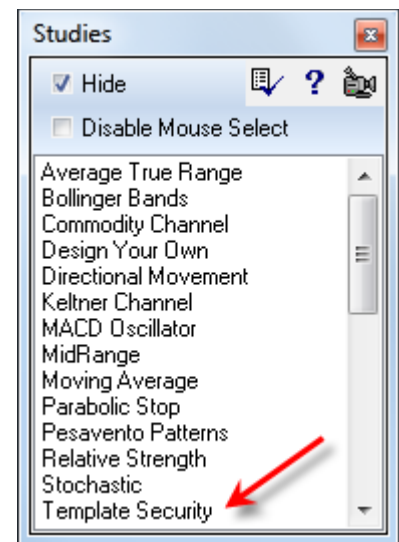 Studies
Hide ?
Disable Mouse Select
Average True Range
Bollinger Bands
Commodity Channel
Design Your Own
Directional Movement
Keltner Channel
MACD Oscillator
MidRange
Moving Average
Parabolic Stop
Pesavento Patterns
Relative Strength
Stochastic
Template Security